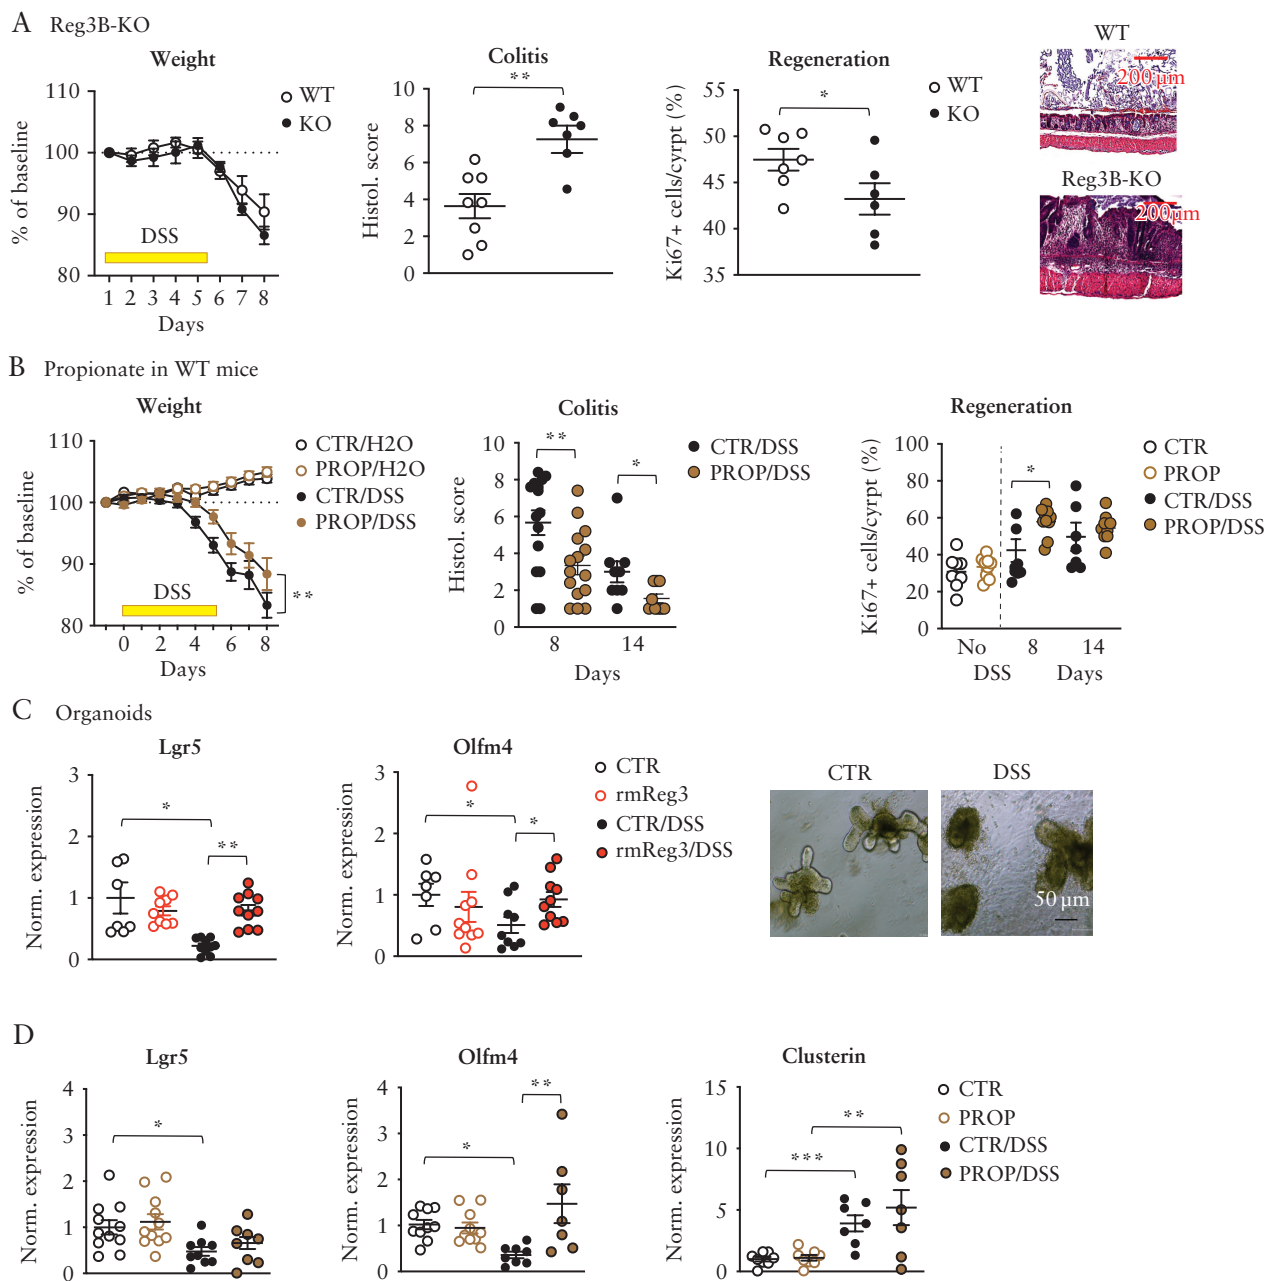 A Reg3B-KO
Weight
110
100
90
80
% of baseline
DSS
1 2 3 4 5 6 7 8
Days
WT
KO
Colitis
**
10
8
6
4
2
0
Histol. score
Regeneration
*
55
50
45
40
35
Ki67+ cells/cyrpt (%)
WT
KO
WT
200 µm
Reg3B-KO
200µm
B Propionate in WT mice
Weight
110
100
90
80
% of baseline
DSS
**
0 2 4 6 8
Days
CTR/H2O
PROP/H2O
CTR/DSS
PROP/DSS
Colitis
** *
10
8
6
4
2
0
Histol. score
8 14
Days
CTR/DSS
PROP/DSS
Regeneration
*
100
80
60
40
20
0
Ki67+ cells/cyrpt (%)
No 8 14
DSS Days
CTR
PROP
CTR/DSS
PROP/DSS
C Organoids
Lgr5
* **
3
2
1
0
Norm. expression
Olfm4
* *
3
2
1
0
Norm. expression
CTR
rmReg3
CTR/DSS
rmReg3/DSS
CTR
DSS
50 µm
D
Lgr5
*
4
3
2
1
0
Norm. expression
Olfm4
* **
4
3
2
1
0
Norm. expression
Clusterin
*** **
15
10
5
0
Norm. expression
CTR
PROP
CTR/DSS
PROP/DSS